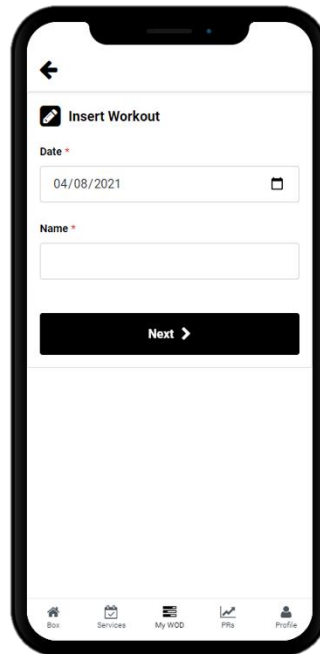 Insert Workout
Date *
04/08/2021
Name *
Next
Box
Services
My WOD
PRs
Profile